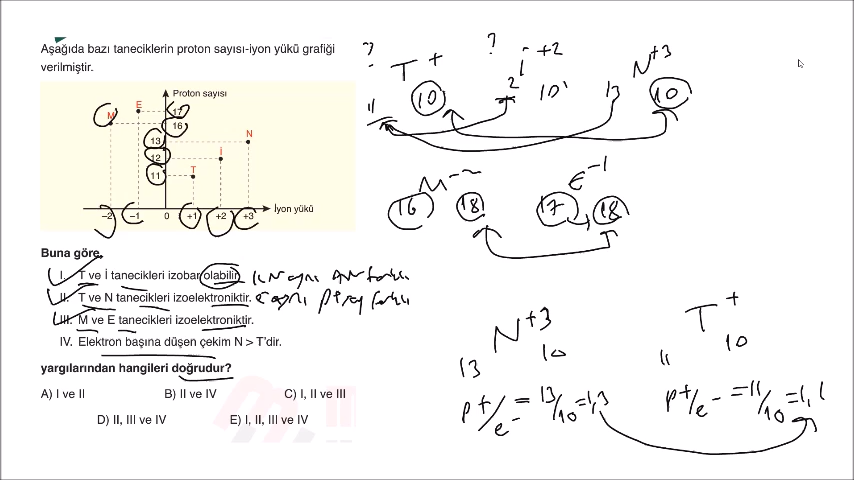 Aşağıda bazı taneciklerin proton sayısı-iyon yükü grafiği
verilmiştir.
Proton sayısı
E
17
M
16
13
N
12
İ
11
T
–2
–1
0
+1
+2
+3
İyon yükü
Buna göre,
I. T ve İ tanecikleri izobar olabilir.
II. T ve N tanecikleri izoelektroniktir.
III. M ve E tanecikleri izoelektroniktir.
IV. Elektron başına düşen çekim N > T'dir.
yargılarından hangileri doğrudur?
A) I ve II
B) II ve IV
C) I, II ve III
D) II, III ve IV
E) I, II, III ve IV
? T + ? İ +2 N +3
11 10 12 10 13 10
M -- E -1
16 18 17 18
N +3 T +
13 10 11 10
p+/e- = 13/10 = 1,3
p+/e- = 11/10 = 1,1